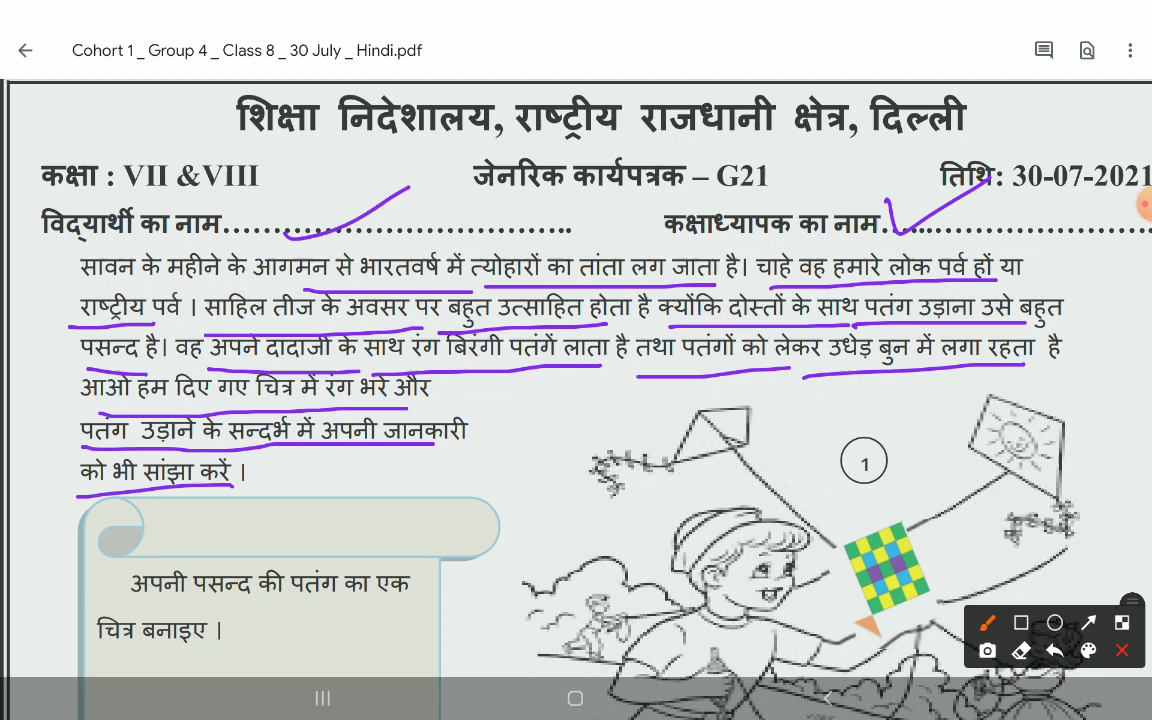 Cohort 1 _ Group 4 _ Class 8 _ 30 July _ Hindi.pdf
शिक्षा निदेशालय, राष्ट्रीय राजधानी क्षेत्र, दिल्ली
कक्षा : VII &VIII जेनरिक कार्यपत्रक – G21 तिथि: 30-07-2021
विद्यार्थी का नाम....................................... कक्षाध्यापक का नाम..............................
सावन के महीने के आगमन से भारतवर्ष में त्योहारों का तांता लग जाता है। चाहे वह हमारे लोक पर्व हों या
राष्ट्रीय पर्व । साहिल तीज के अवसर पर बहुत उत्साहित होता है क्योंकि दोस्तों के साथ पतंग उड़ाना उसे बहुत
पसन्द है। वह अपने दादाजी के साथ रंग बिरंगी पतंगें लाता है तथा पतंगों को लेकर उधेड़ बुन में लगा रहता है
आओ हम दिए गए चित्र में रंग भरे और
पतंग उड़ाने के सन्दर्भ में अपनी जानकारी
को भी सांझा करें ।
1
अपनी पसन्द की पतंग का एक
चित्र बनाइए ।